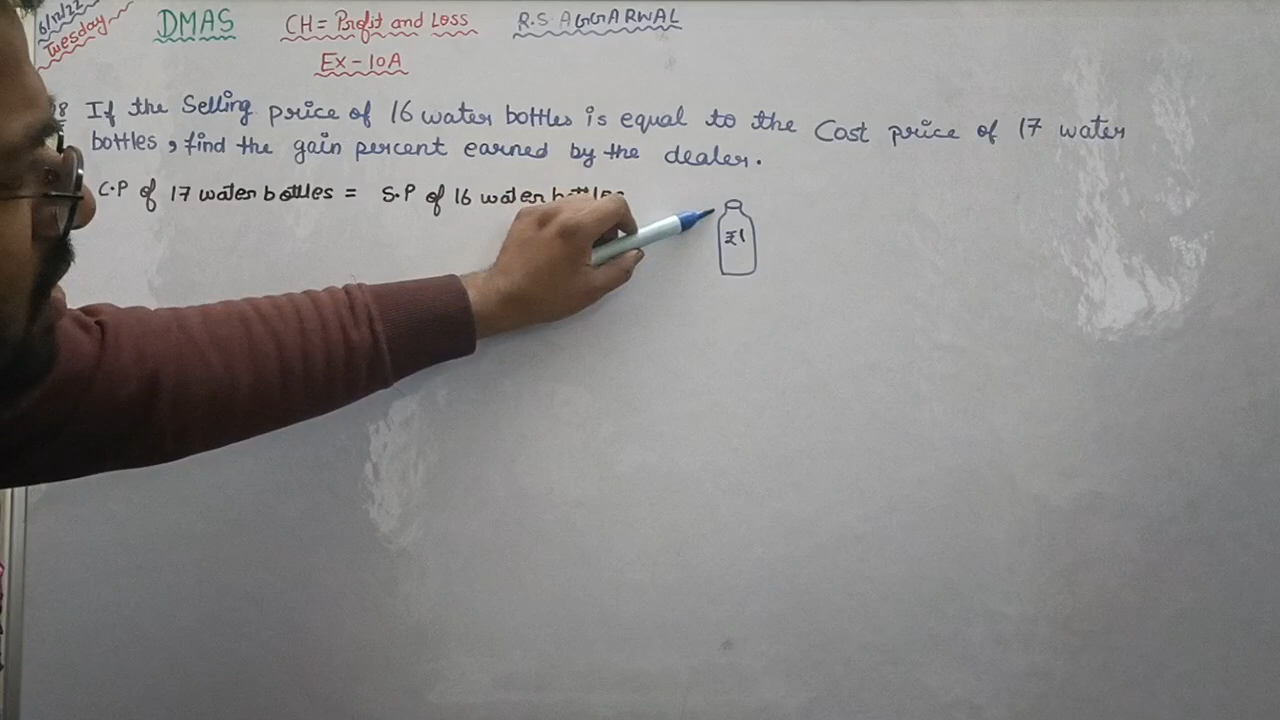 6/12/22
Tuesday
DMAS
CH = Profit and Loss
R.S. AGGARWAL
Ex - 10A
8 If the Selling price of 16 water bottles is equal to the Cost price of 17 water
bottles, find the gain percent earned by the dealer.
C.P of 17 water bottles = S.P of 16 water bottles
₹1